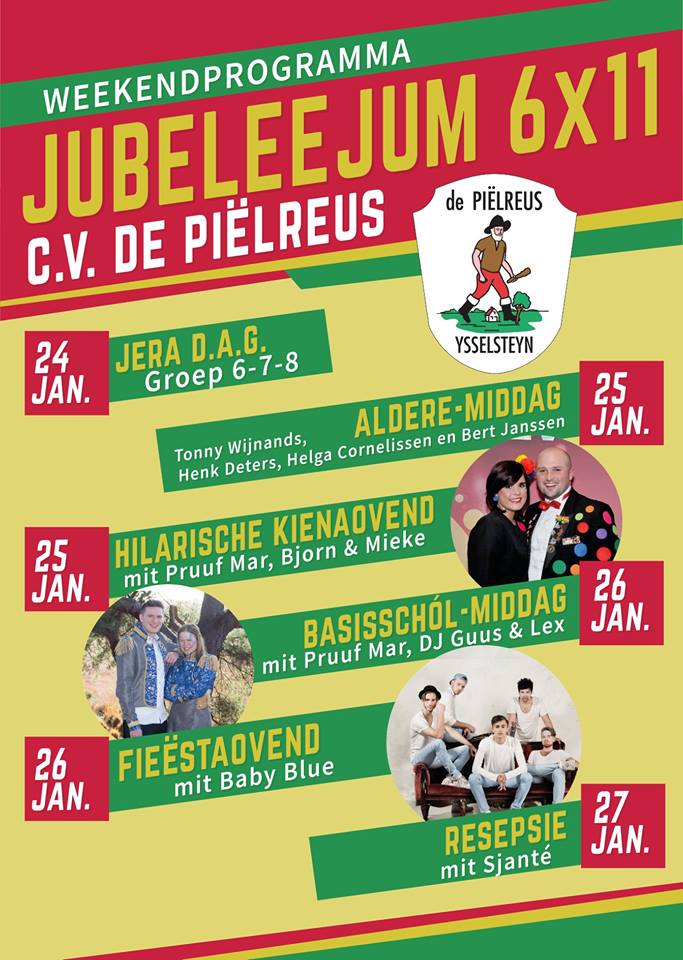 WEEKENDPROGRAMMA
JUBELEEJUM 6X11
C.V. DE PIËLREUS
de PIËLREUS
YSSELSTEYN
24 JAN.
JERA D.A.G.
Groep 6-7-8
25 JAN.
ALDERE-MIDDAG
Tonny Wijnands,
Henk Deters, Helga Cornelissen en Bert Janssen
25 JAN.
HILARISCHE KIENAOVEND
mit Pruuf Mar, Bjorn & Mieke
26 JAN.
BASISSCHÓL-MIDDAG
mit Pruuf Mar, DJ Guus & Lex
26 JAN.
FIEËSTAOVEND
mit Baby Blue
27 JAN.
RESEPSIE
mit Sjanté